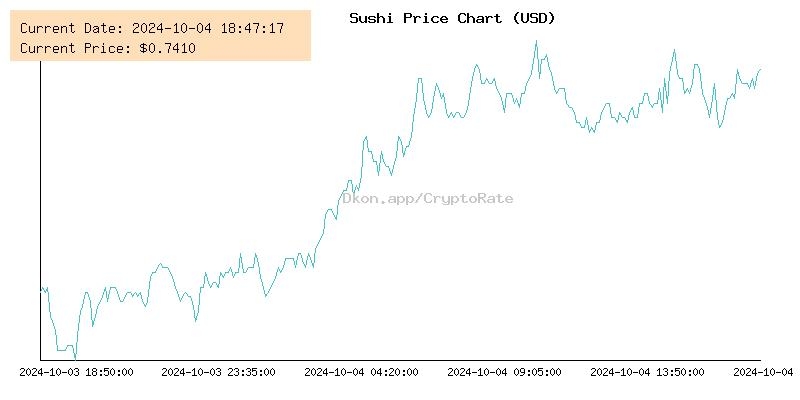 Sushi Price Chart (USD)
Current Date: 2024-10-04 18:47:17
Current Price: $0.7410
Dkon.app/CryptoRate
2024-10-03 18:50:00 2024-10-03 23:35:00 2024-10-04 04:20:00 2024-10-04 09:05:00 2024-10-04 13:50:00 2024-10-04